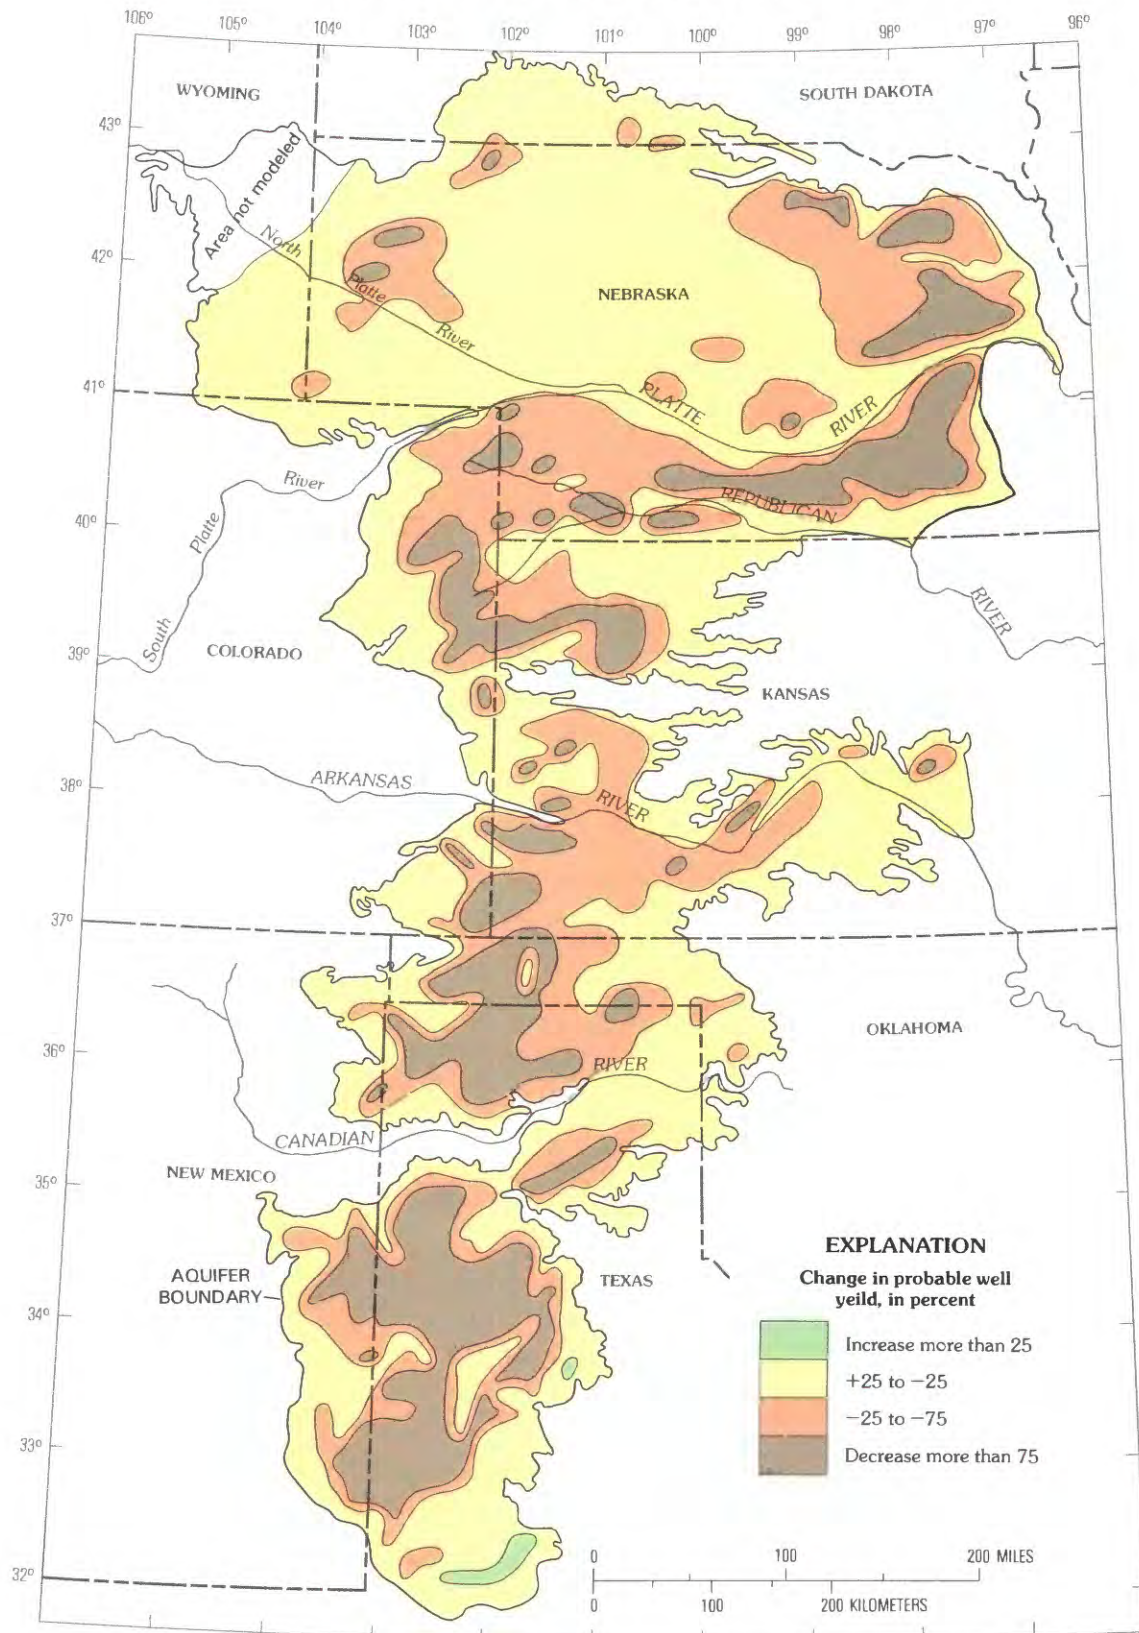 106°
105°
104°
103°
102°
101°
100°
99°
98°
97°
96°
WYOMING
SOUTH DAKOTA
43°
Area not modeled
North
42°
Platte
NEBRASKA
River
41°
PLATTE
RIVER
River
REPUBLICAN
40°
Platte
RIVER
South
COLORADO
39°
KANSAS
ARKANSAS
38°
RIVER
37°
OKLAHOMA
36°
RIVER
CANADIAN
NEW MEXICO
35°
EXPLANATION
AQUIFER
BOUNDARY
TEXAS
Change in probable well
yeild, in percent
34°
Increase more than 25
+25 to −25
−25 to −75
33°
Decrease more than 75
0 100 200 MILES
32°
0 100 200 KILOMETERS